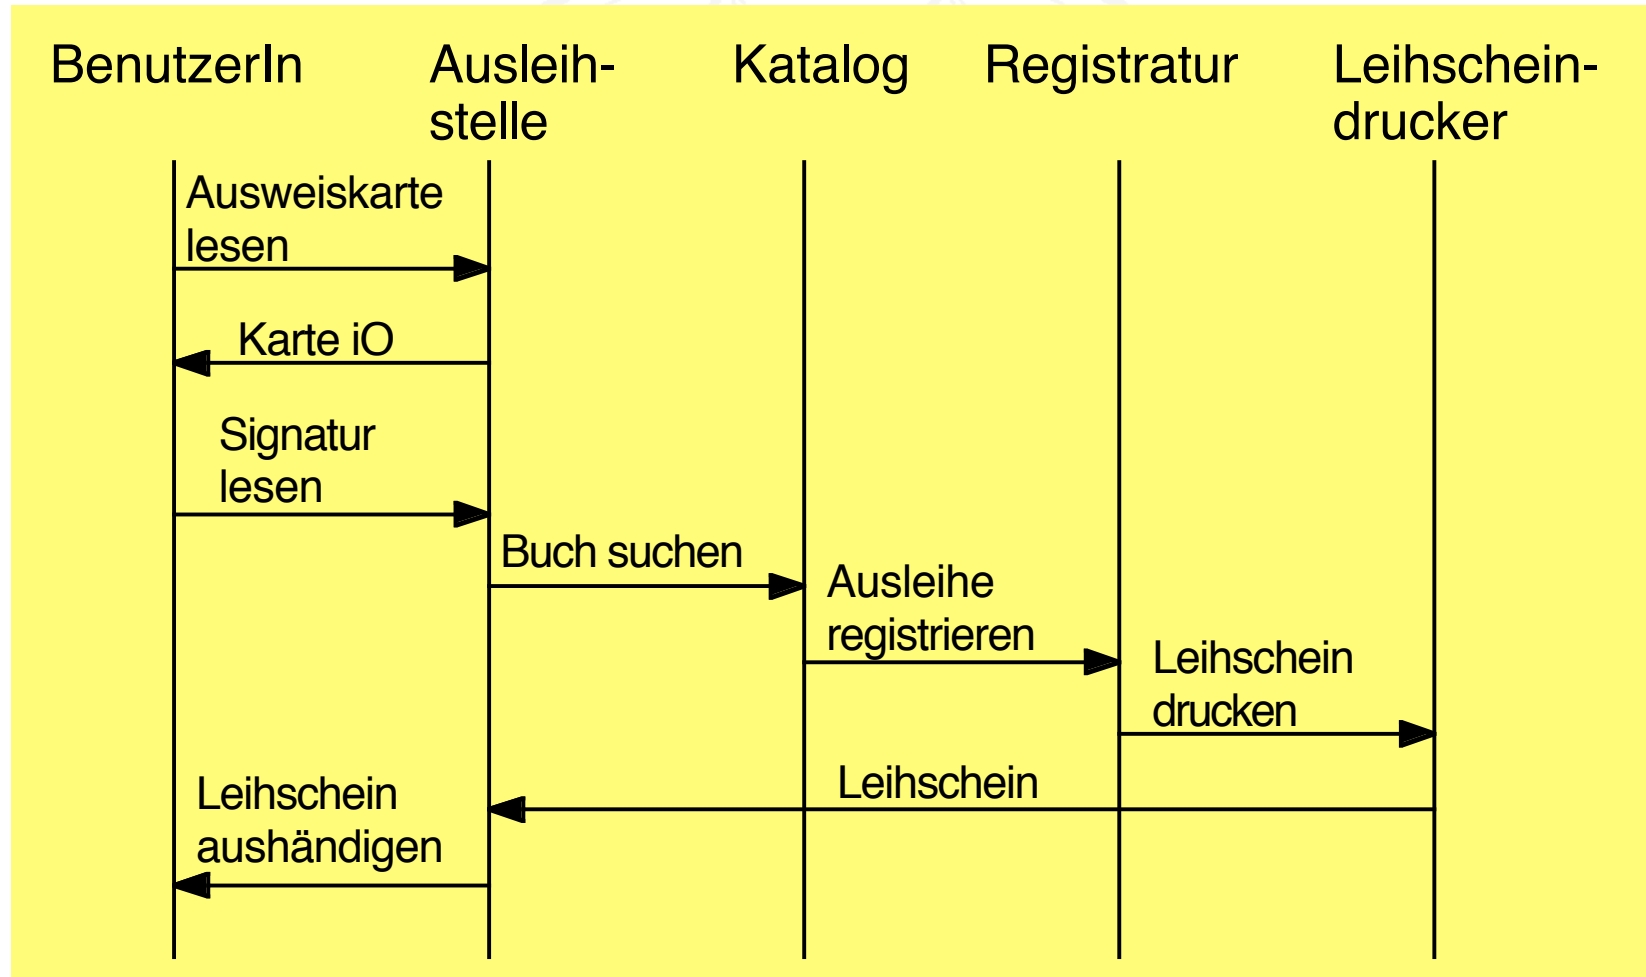 BenutzerIn
Ausleih-
stelle
Katalog
Registratur
Leihschein-
drucker
Ausweiskarte
lesen
Karte iO
Signatur
lesen
Buch suchen
Ausleihe
registrieren
Leihschein
drucken
Leihschein
Leihschein
aushändigen